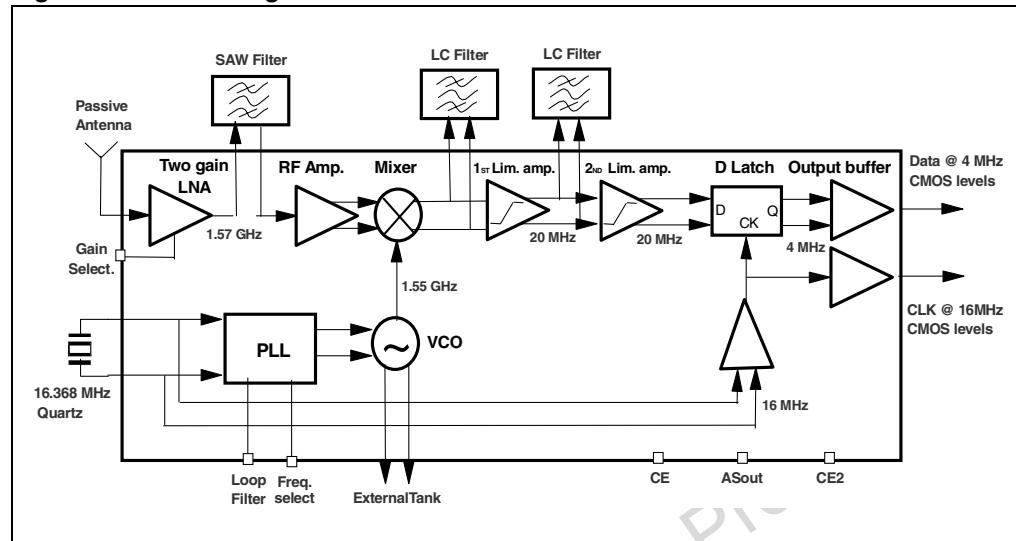 SAW Filter
LC Filter
LC Filter
Passive
Antenna
Two gain
LNA
RF Amp.
Mixer
1ST Lim. amp.
2ND Lim. amp.
D Latch
Output buffer
Data @ 4 MHz
CMOS levels
D
Q
CK
1.57 GHz
20 MHz
20 MHz
4 MHz
Gain
Select.
1.55 GHz
CLK @ 16MHz
CMOS levels
PLL
VCO
16.368 MHz
Quartz
16 MHz
Loop
Filter
Freq.
select
ExternalTank
CE
ASout
CE2